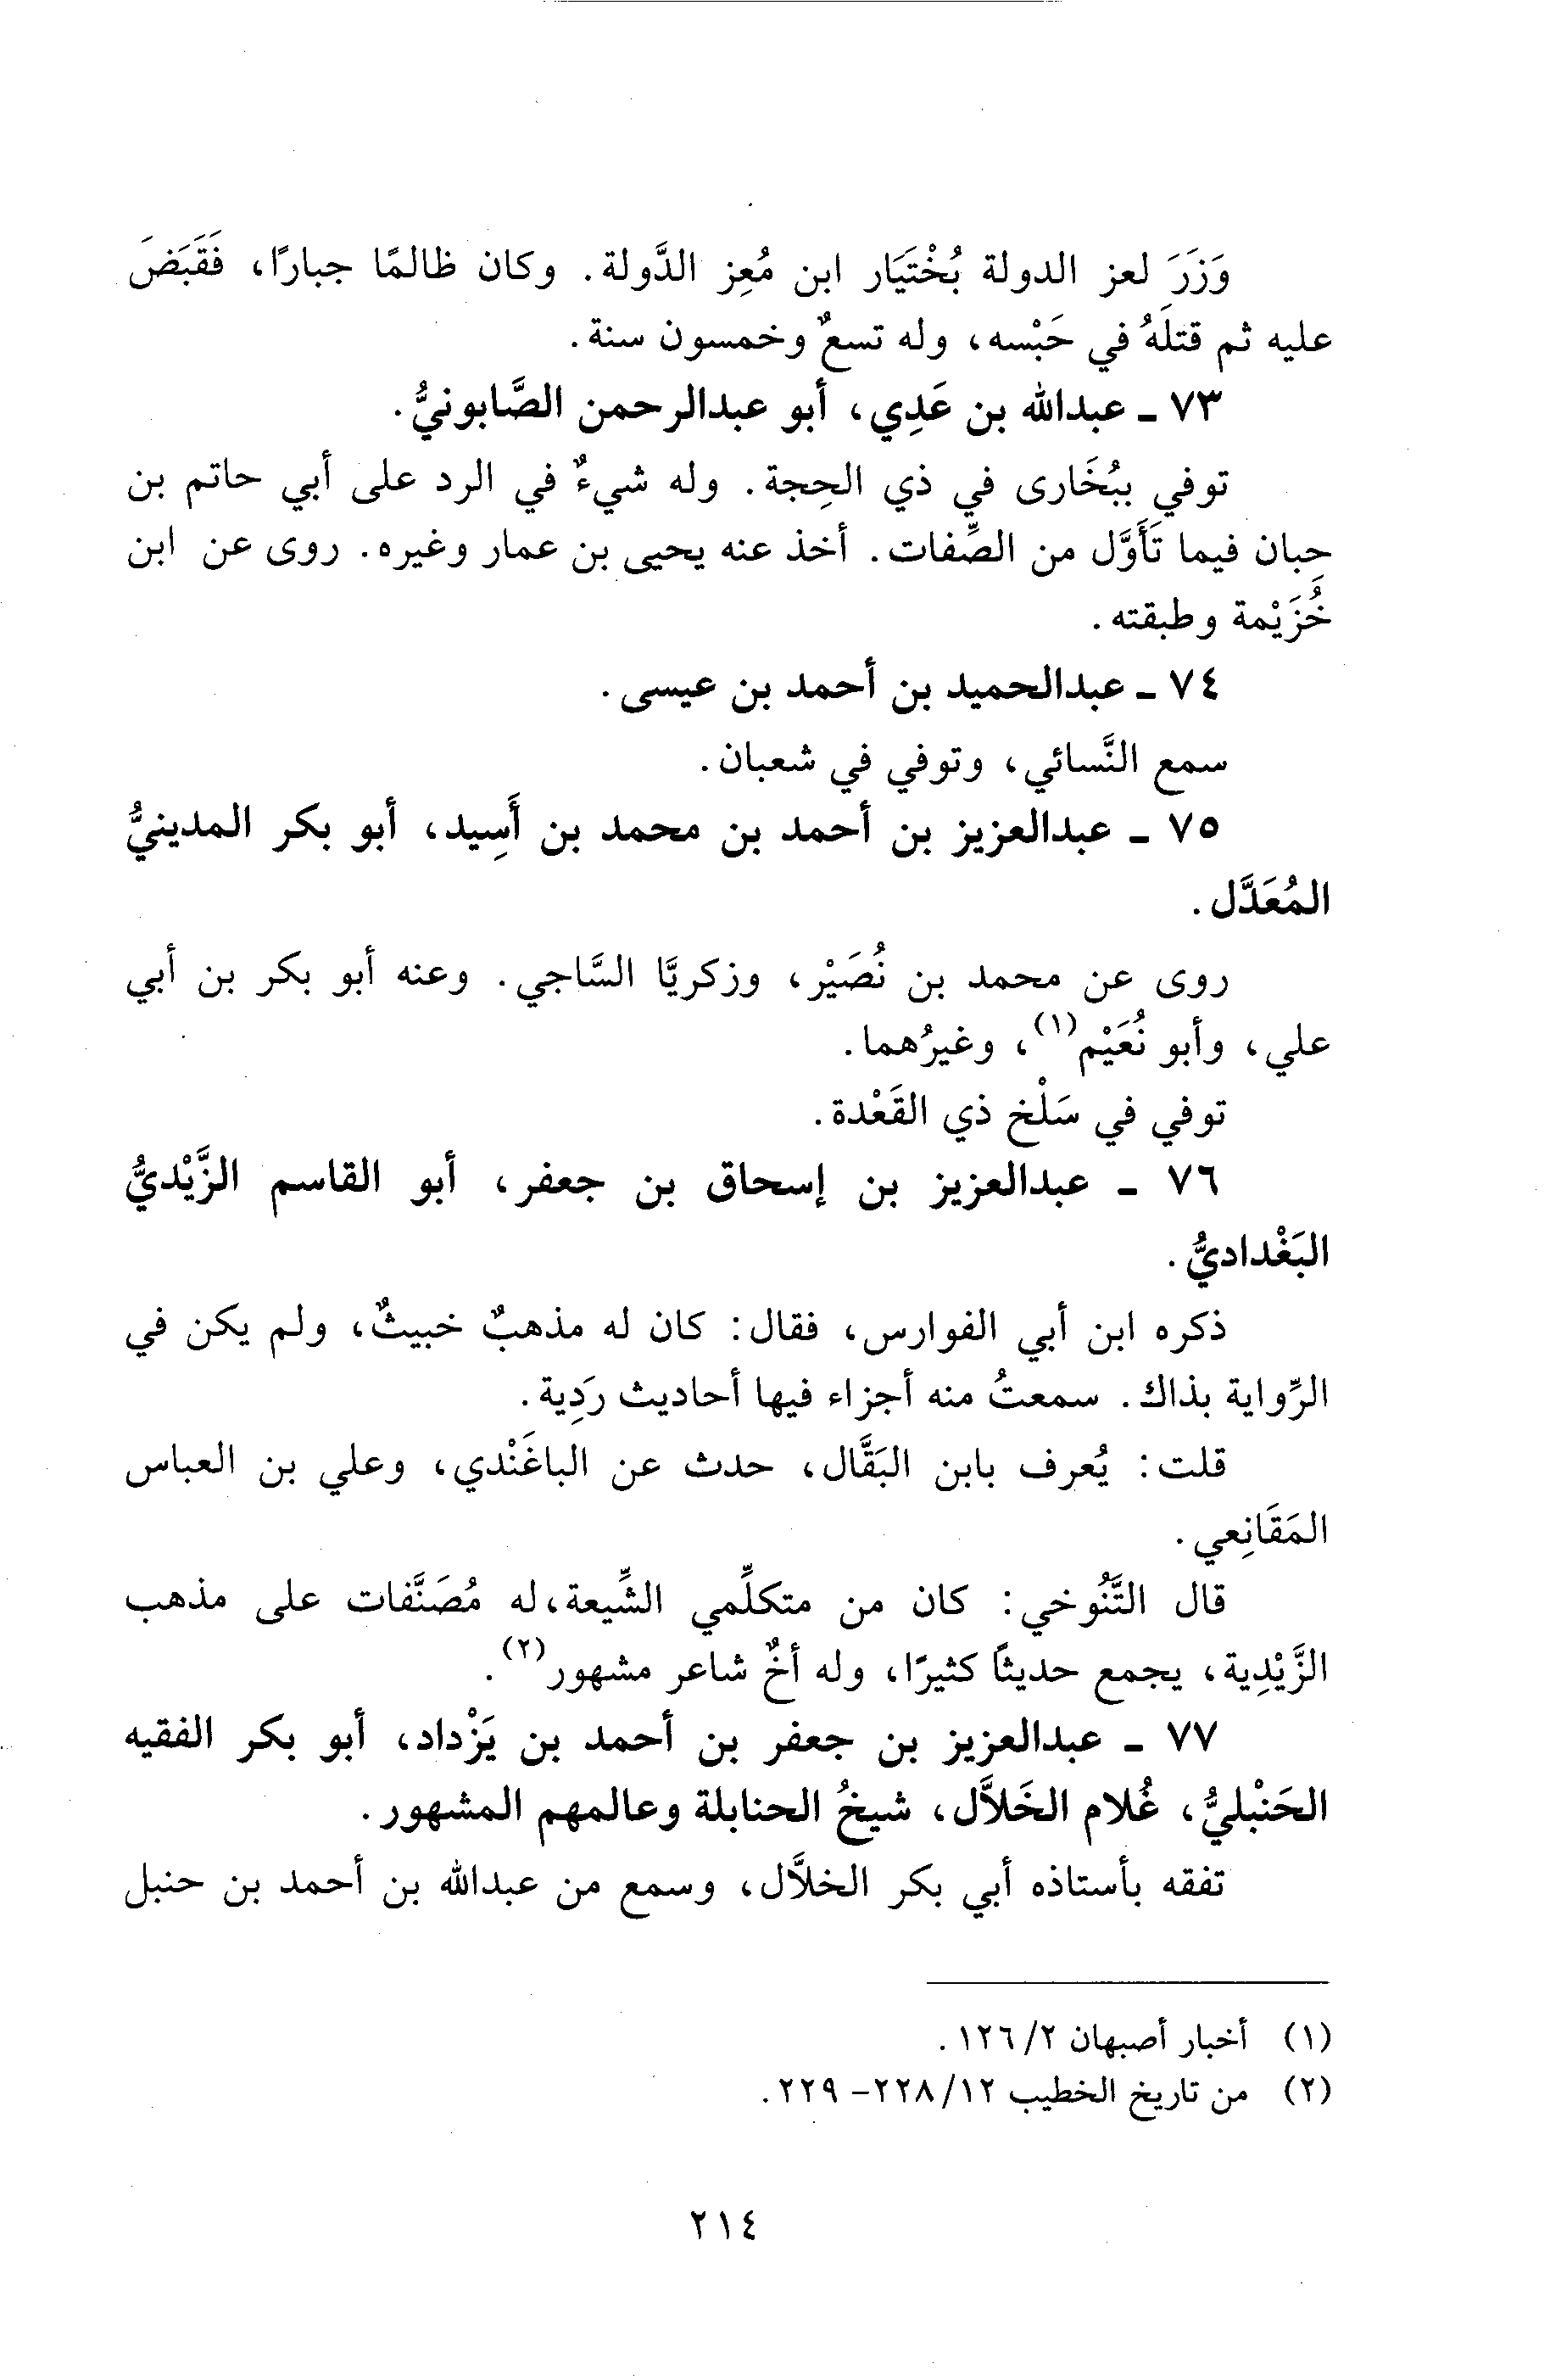 وَزَرَ لعز الدولة بُخْتَيَار ابن مُعِز الدَّولة. وكان ظالمًا جبارًا، فَقَبَضَ
عليه ثم قتلَهُ في حَبْسه، وله تسعٌ وخمسون سنة.
٧٣ ـ عبدالله بن عَدِي، أبو عبدالرحمن الصَّابونيُّ.
توفي ببُخَارى في ذي الحِجة. وله شيءٌ في الرد على أبي حاتم بن
حِبان فيما تَأَوَّل من الصِّفات. أخذ عنه يحيى بن عمار وغيره. روى عن ابن
خُزَيْمة وطبقته.
٧٤ ـ عبدالحميد بن أحمد بن عيسى.
سمع النَّسائي، وتوفي في شعبان.
٧٥ ـ عبدالعزيز بن أحمد بن محمد بن أَسِيد، أبو بكر المدينيُّ
المُعَدَّل.
روى عن محمد بن نُصَيْر، وزكريَّا السَّاجي. وعنه أبو بكر بن أبي
علي، وأبو نُعَيْم(١)، وغيرُهما.
توفي في سَلْخ ذي القَعْدة.
٧٦ ـ عبدالعزيز بن إسحاق بن جعفر، أبو القاسم الزَّيْديُّ
البَغْداديُّ.
ذكره ابن أبي الفوارس، فقال: كان له مذهبٌ خبيثٌ، ولم يكن في
الرِّواية بذاك. سمعتُ منه أجزاء فيها أحاديث رَدِية.
قلت: يُعرف بابن البَقَّال، حدث عن الباغَنْدي، وعلي بن العباس
المَقَانِعي.
قال التَّنُوخي: كان من متكلِّمي الشِّيعة، له مُصَنَّفات على مذهب
الزَّيْدِية، يجمع حديثًا كثيرًا، وله أخٌ شاعر مشهور(٢).
٧٧ ـ عبدالعزيز بن جعفر بن أحمد بن يَزْداد، أبو بكر الفقيه
الحَنْبليُّ، غُلام الخَلاَّل، شيخُ الحنابلة وعالمهم المشهور.
تفقه بأستاذه أبي بكر الخلاَّل، وسمع من عبدالله بن أحمد بن حنبل
(١) أخبار أصبهان ٢/ ١٢٦.
(٢) من تاريخ الخطيب ١٢/ ٢٢٨- ٢٢٩.
٢١٤